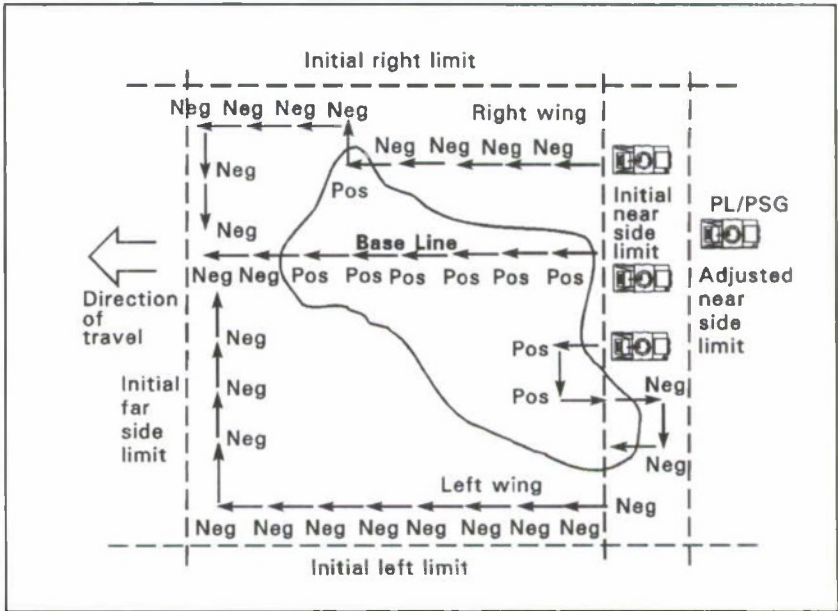 Initial right limit
Neg Neg Neg Neg
Right wing
Neg Neg Neg Neg
Neg
Pos
Initial
near
side
limit
PL/PSG
Neg
Base Line
Neg Neg Pos Pos Pos Pos Pos Pos
Direction
of
travel
Adjusted
near
side
limit
Neg
Pos
Initial
far
side
limit
Neg
Pos
Neg
Neg
Neg
Left wing
Neg
Neg Neg Neg Neg Neg Neg Neg Neg
Initial left limit